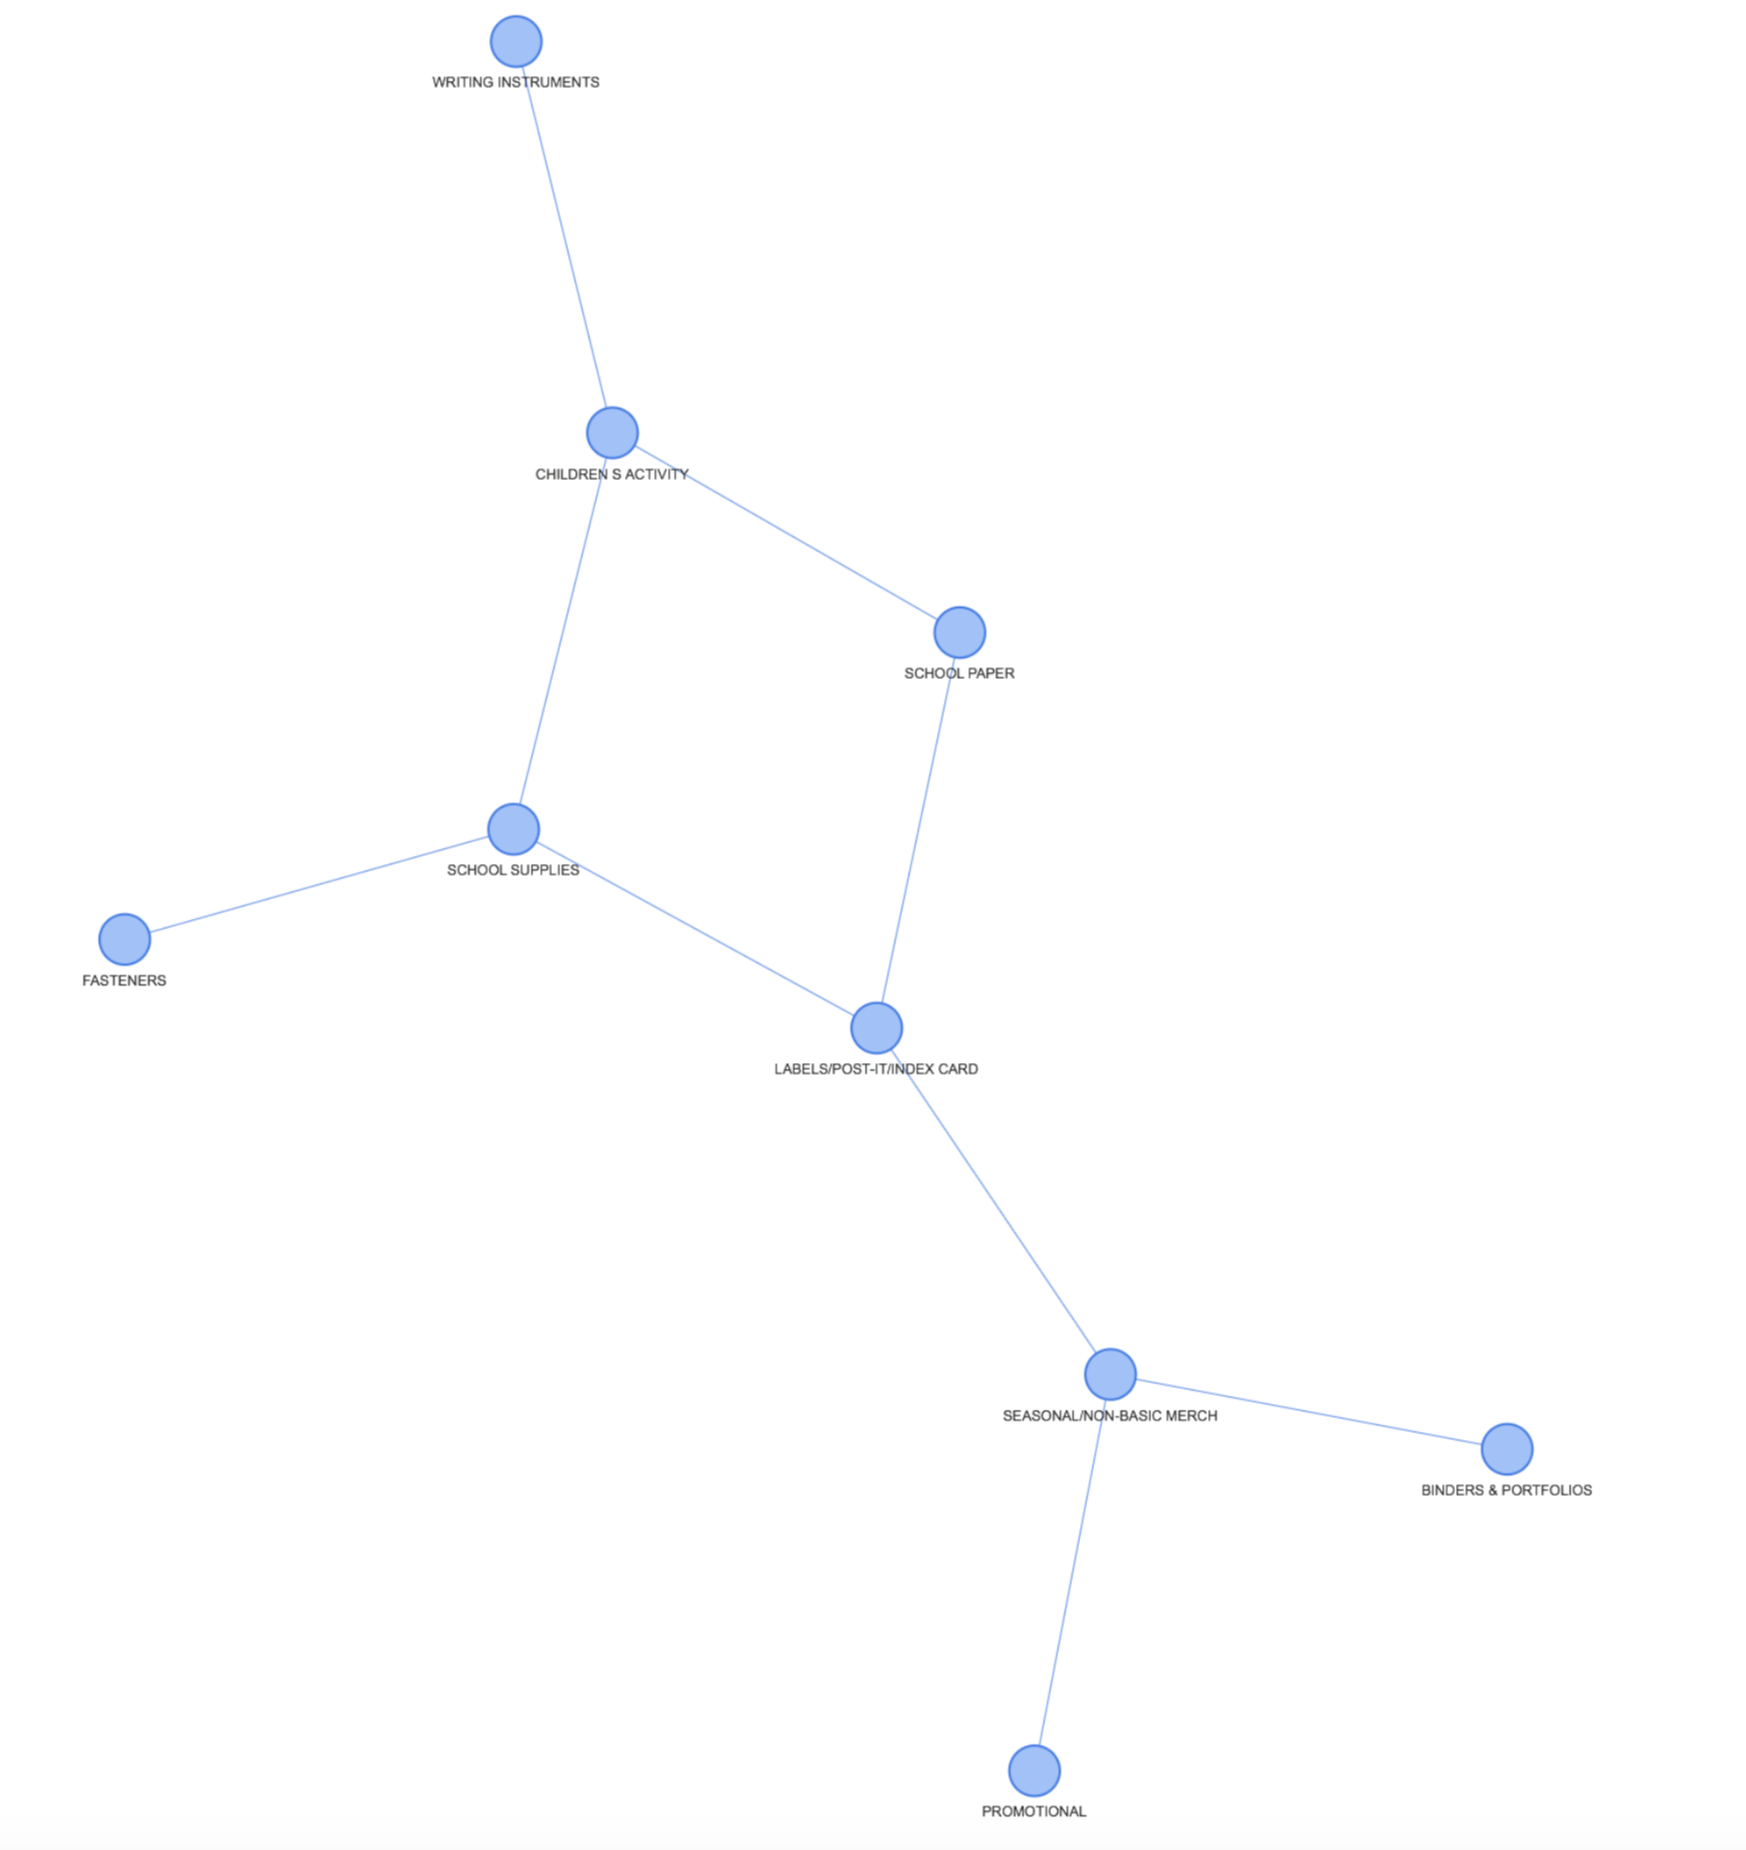 WRITING INSTRUMENTS
CHILDREN S ACTIVITY
SCHOOL PAPER
SCHOOL SUPPLIES
FASTENERS
LABELS/POST-IT/INDEX CARD
SEASONAL/NON-BASIC MERCH
BINDERS & PORTFOLIOS
PROMOTIONAL